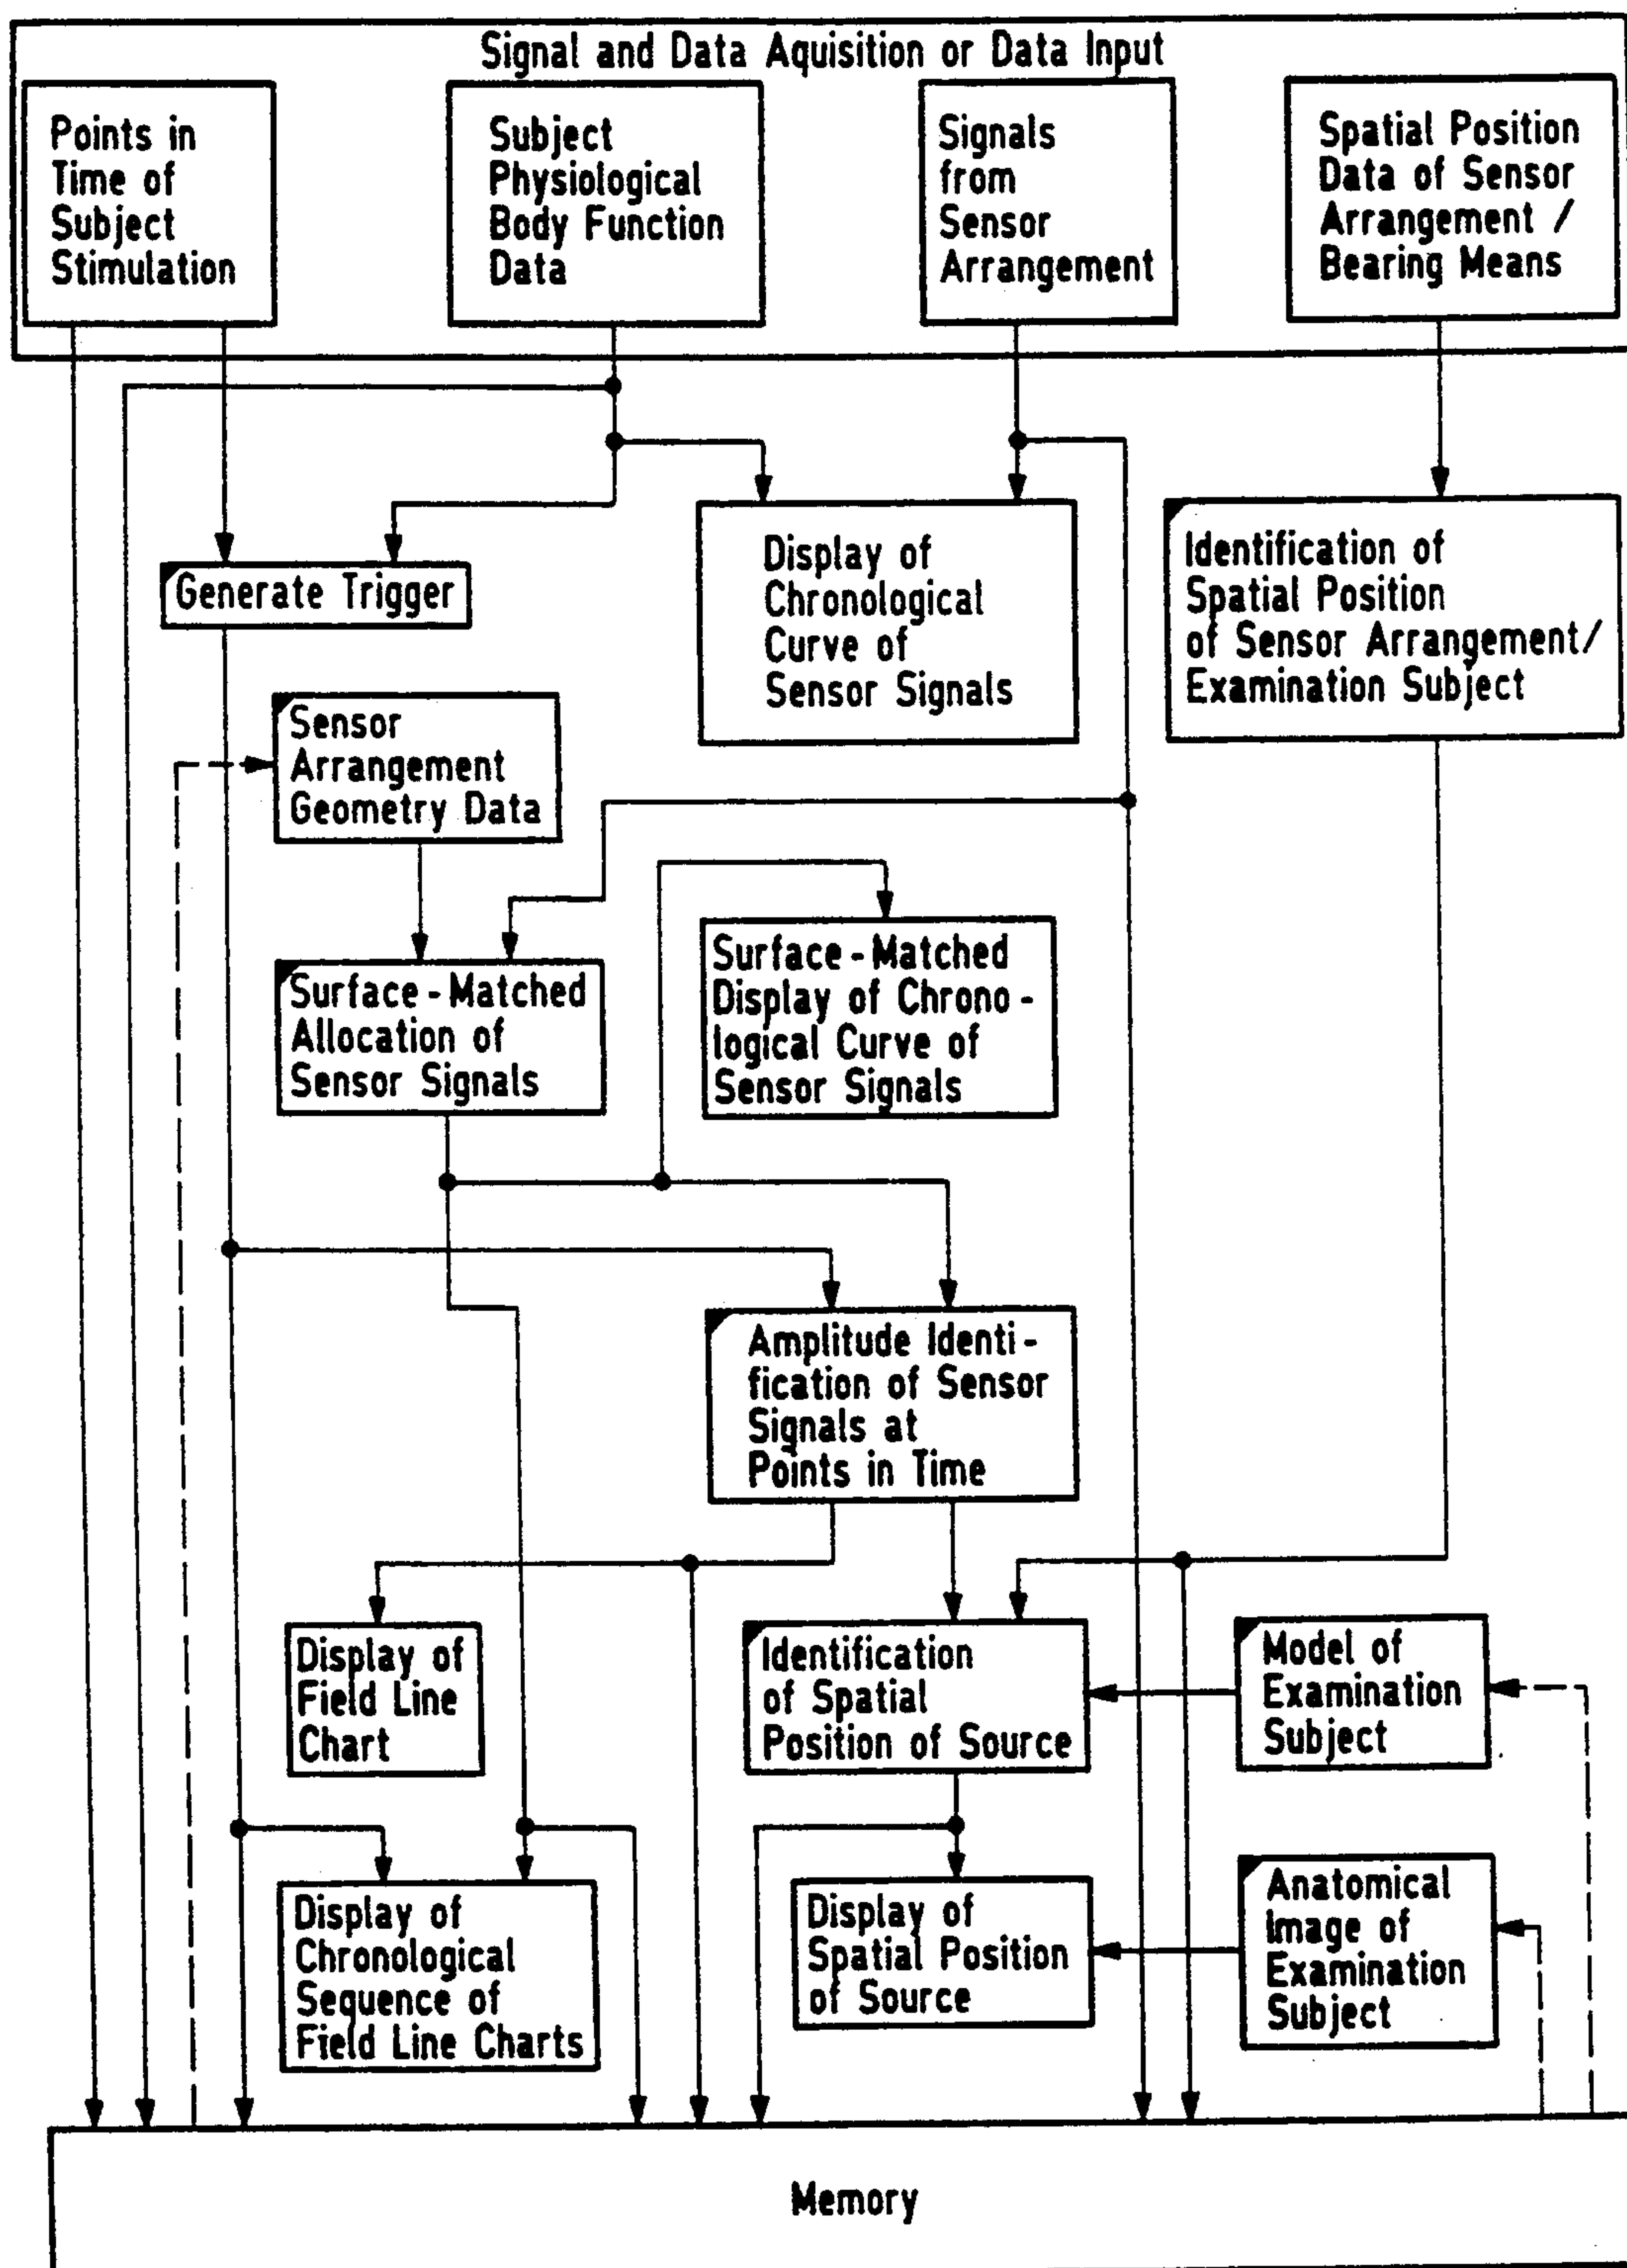 Signal and Data Aquisition or Data Input
Points in
Time of
Subject
Stimulation
Subject
Physiological
Body Function
Data
Signals
from
Sensor
Arrangement
Spatial Position
Data of Sensor
Arrangement /
Bearing Means
Generate Trigger
Display of
Chronological
Curve of
Sensor Signals
Identification of
Spatial Position
of Sensor Arrangement/
Examination Subject
Sensor
Arrangement
Geometry Data
Surface-Matched
Allocation of
Sensor Signals
Surface-Matched
Display of Chrono-
logical Curve of
Sensor Signals
Amplitude Identi-
fication of Sensor
Signals at
Points in Time
Display of
Field Line
Chart
Identification
of Spatial
Position of Source
Model of
Examination
Subject
Display of
Chronological
Sequence of
Field Line Charts
Display of
Spatial Position
of Source
Anatomical
Image of
Examination
Subject
Memory